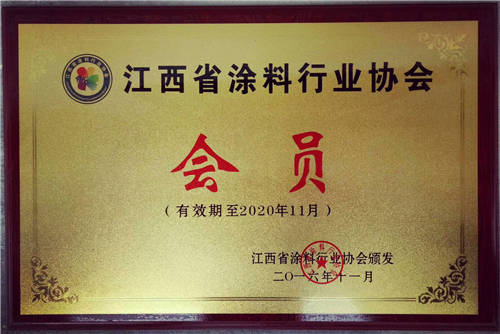 江西省涂料行业协会
会员
（有效期至2020年11月）
江西省涂料行业协会颁发
二〇一六年十一月